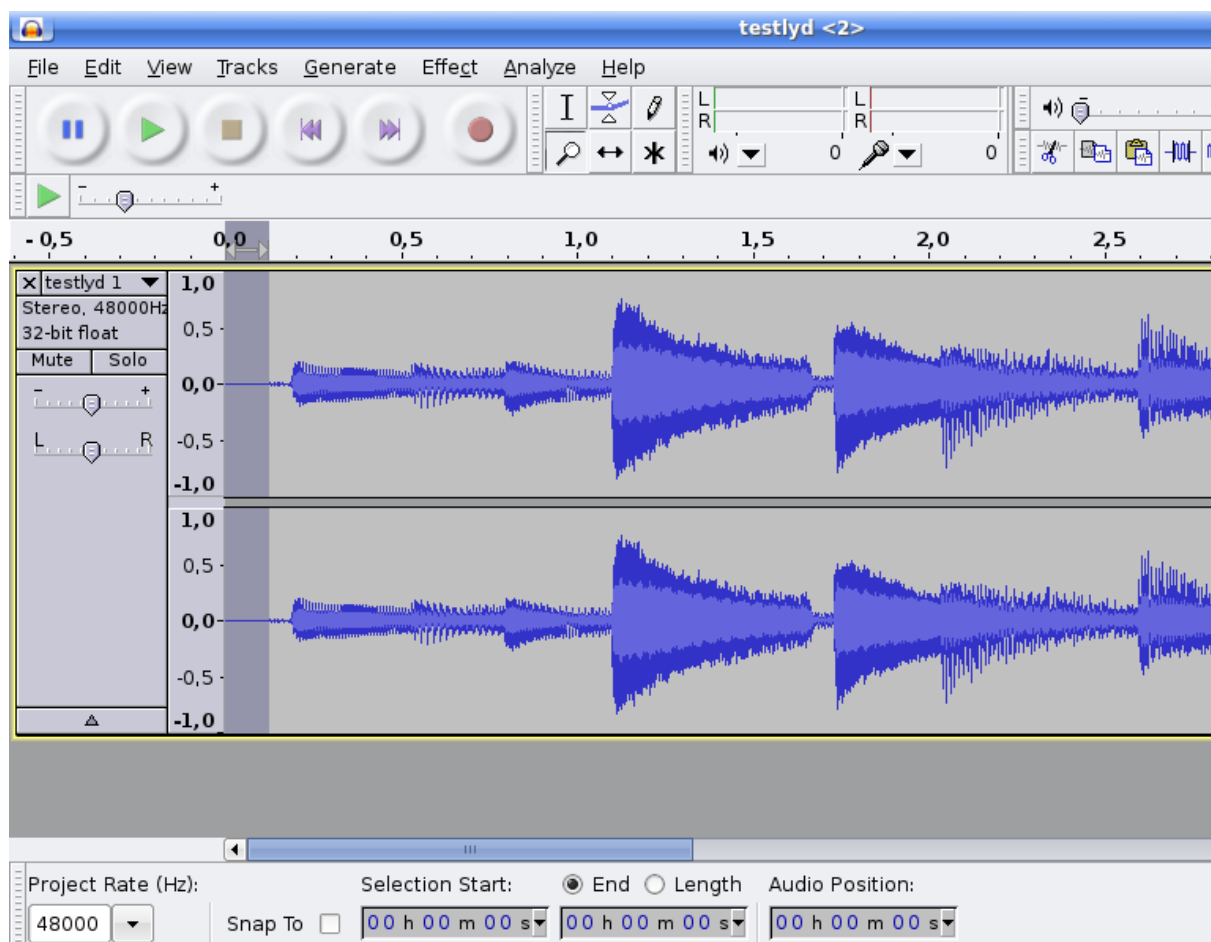 testlyd <2>
File Edit View Tracks Generate Effect Analyze Help
L L
R R
0 0
- +
- 0,5 0,0 0,5 1,0 1,5 2,0 2,5
testlyd 1
Stereo, 48000Hz
32-bit float
Mute Solo
- +
L R
1,0
0,5
0,0
-0,5
-1,0
1,0
0,5
0,0
-0,5
-1,0
Project Rate (Hz): Selection Start: End Length Audio Position:
48000 Snap To 00 h 00 m 00 s 00 h 00 m 00 s 00 h 00 m 00 s